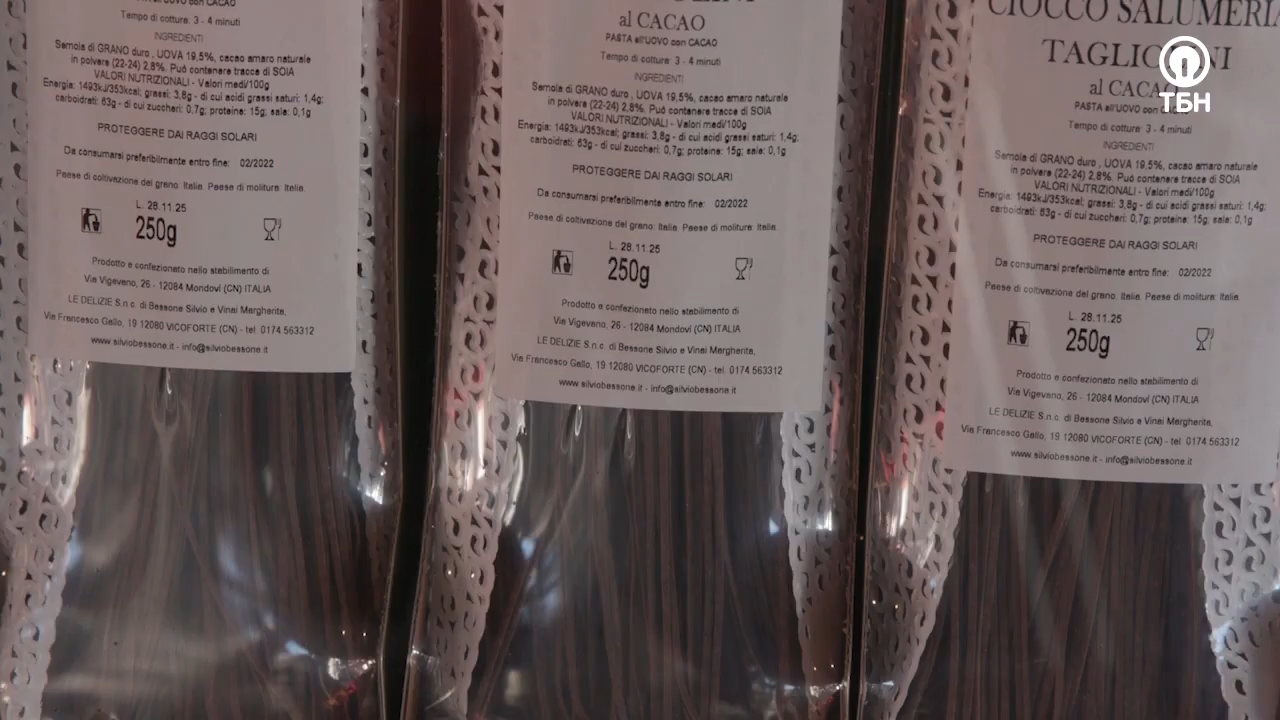 PASTA all'UOVO con CACAO
Tempo di cottura: 3 - 4 minuti
INGREDIENTI
Semola di GRANO duro , UOVA 19,5%, cacao amaro naturale
in polvere (22-24) 2,8%. Può contenere tracce di SOIA
VALORI NUTRIZIONALI - Valori medi/100g
Energia: 1493kJ/353kcal; grassi: 3,8g - di cui acidi grassi saturi: 1,4g;
carboidrati: 63g - di cui zuccheri: 0,7g; proteine: 15g; sale: 0,1g
PROTEGGERE DAI RAGGI SOLARI
Da consumarsi preferibilmente entro fine: 02/2022
Paese di coltivazione del grano: Italia. Paese di molitura: Italia.
L. 28.11.25
250g
Prodotto e confezionato nello stabilimento di
Via Vigevano, 26 - 12084 Mondovì (CN) ITALIA
LE DELIZIE S.n.c. di Bessone Silvio e Vinai Margherita,
Via Francesco Gallo, 19 12080 VICOFORTE (CN) - tel. 0174 563312
www.silviobessone.it - info@silviobessone.it
al CACAO
PASTA all'UOVO con CACAO
Tempo di cottura: 3 - 4 minuti
INGREDIENTI
Semola di GRANO duro , UOVA 19,5%, cacao amaro naturale
in polvere (22-24) 2,8%. Può contenere tracce di SOIA
VALORI NUTRIZIONALI - Valori medi/100g
Energia: 1493kJ/353kcal; grassi: 3,8g - di cui acidi grassi saturi: 1,4g;
carboidrati: 63g - di cui zuccheri: 0,7g; proteine: 15g; sale: 0,1g
PROTEGGERE DAI RAGGI SOLARI
Da consumarsi preferibilmente entro fine: 02/2022
Paese di coltivazione del grano: Italia. Paese di molitura: Italia.
L. 28.11.25
250g
Prodotto e confezionato nello stabilimento di
Via Vigevano, 26 - 12084 Mondovì (CN) ITALIA
LE DELIZIE S.n.c. di Bessone Silvio e Vinai Margherita,
Via Francesco Gallo, 19 12080 VICOFORTE (CN) - tel. 0174 563312
www.silviobessone.it - info@silviobessone.it
CIOCCO SALUMERIA
TAGLIOLINI
al CACAO
PASTA all'UOVO con CACAO
Tempo di cottura: 3 - 4 minuti
INGREDIENTI
Semola di GRANO duro , UOVA 19,5%, cacao amaro naturale
in polvere (22-24) 2,8%. Può contenere tracce di SOIA
VALORI NUTRIZIONALI - Valori medi/100g
Energia: 1493kJ/353kcal; grassi: 3,8g - di cui acidi grassi saturi: 1,4g;
carboidrati: 63g - di cui zuccheri: 0,7g; proteine: 15g; sale: 0,1g
PROTEGGERE DAI RAGGI SOLARI
Da consumarsi preferibilmente entro fine: 02/2022
Paese di coltivazione del grano: Italia. Paese di molitura: Italia.
L. 28.11.25
250g
Prodotto e confezionato nello stabilimento di
Via Vigevano, 26 - 12084 Mondovì (CN) ITALIA
LE DELIZIE S.n.c. di Bessone Silvio e Vinai Margherita,
Via Francesco Gallo, 19 12080 VICOFORTE (CN) - tel. 0174 563312
www.silviobessone.it - info@silviobessone.it
ТБН